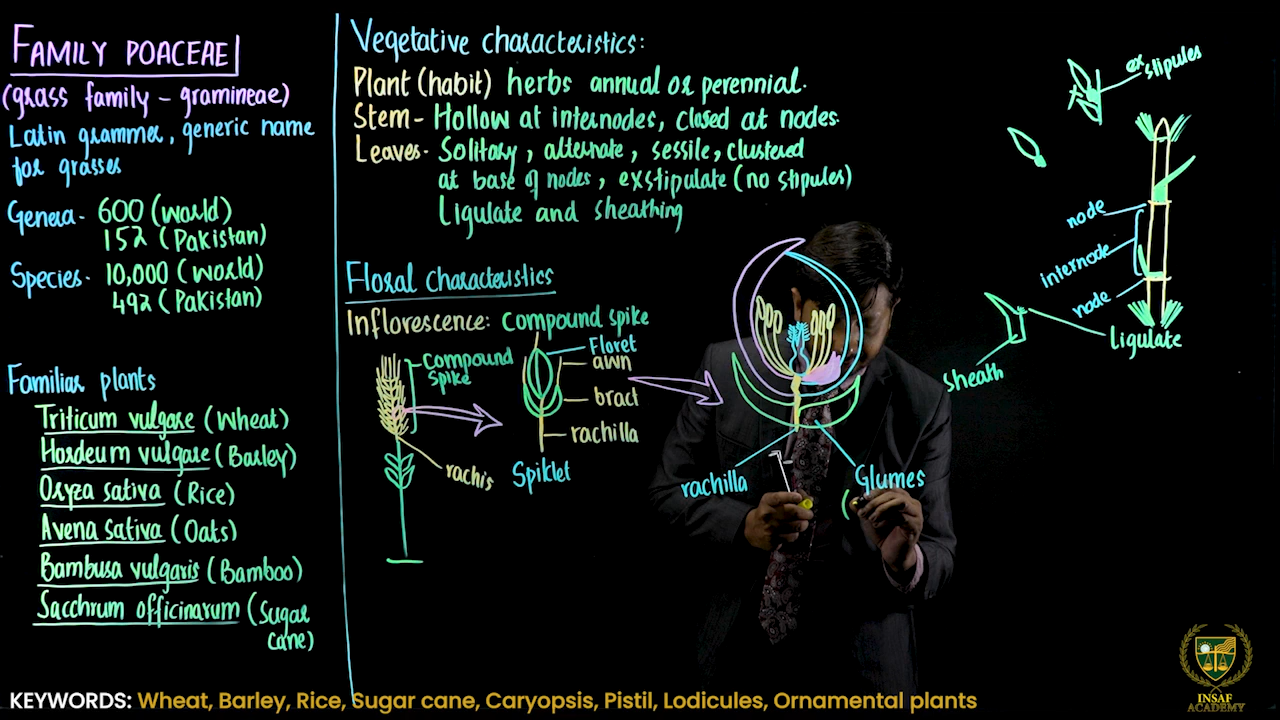 FAMILY POACEAE
(grass family - gramineae)
Latin grammer, generic name
for grasses
Genera - 600 (world)
152 (Pakistan)
Species - 10,000 (world)
492 (Pakistan)
Familiar plants
Triticum vulgare (Wheat)
Hordeum vulgare (Barley)
Oryza sativa (Rice)
Avena sativa (Oats)
Bambusa vulgaris (Bamboo)
Sacchrum officinarum (Sugar
cane)
Vegetative characteristics:
Plant (habit) herbs annual or perennial.
Stem - Hollow at internodes, closed at nodes.
Leaves - Solitary, alternate, sessile, clustered
at base of nodes, exstipulate (no stipules)
Ligulate and sheathing
Floral characteristics
Inflorescence: Compound spike
Compound
Spike
rachis
Floret
awn
bract
rachilla
Spiklet
rachilla
Glumes
(
ex
stipules
node
internode
node
Ligulate
sheath
KEYWORDS: Wheat, Barley, Rice, Sugar cane, Caryopsis, Pistil, Lodicules, Ornamental plants
INSAF
ACADEMY